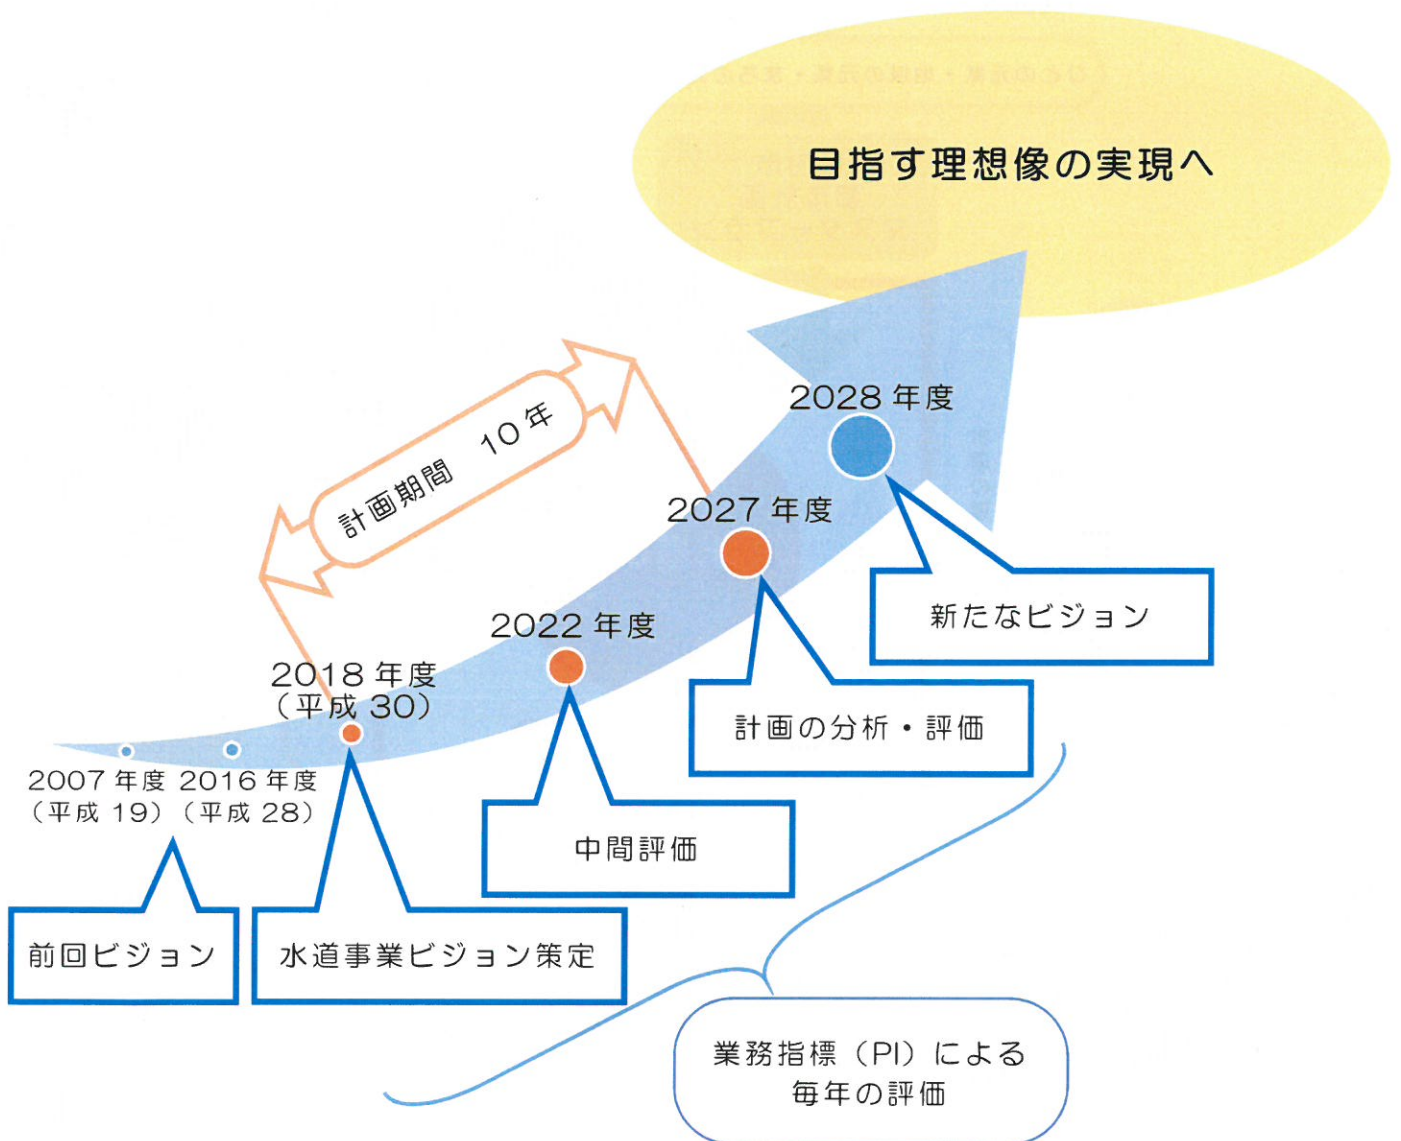 目指す理想像の実現へ
計画期間　10年
2028 年度
2027 年度
新たなビジョン
2022 年度
2018 年度
（平成 30）
計画の分析・評価
2007 年度 2016 年度
（平成 19）（平成 28）
中間評価
前回ビジョン
水道事業ビジョン策定
業務指標（PI）による
毎年の評価